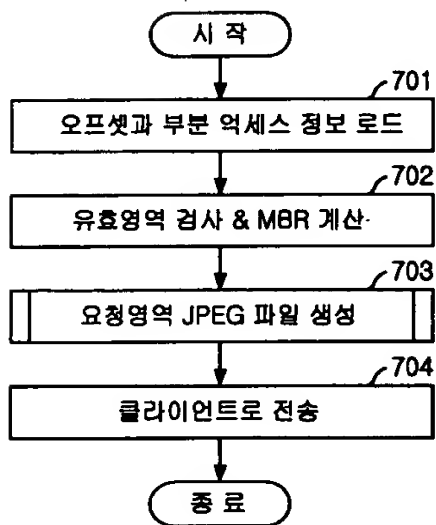 시 작
701
오프셋과 부분 억세스 정보 로드
702
유효영역 검사 & MBR 계산
703
요청영역 JPEG 파일 생성
704
클라이언트로 전송
종 료